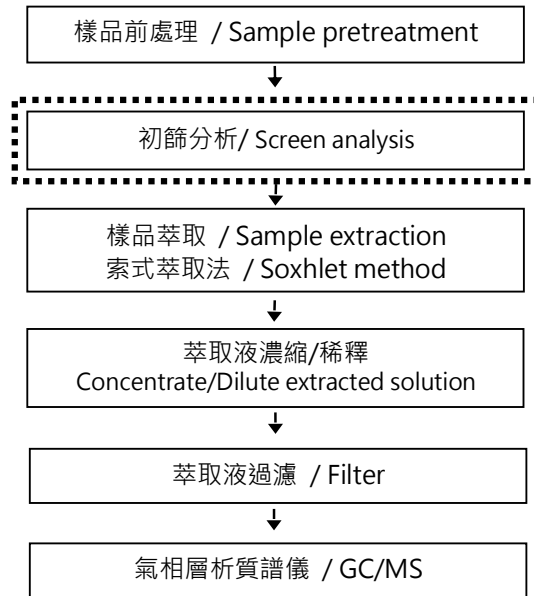 樣品前處理 / Sample pretreatment
初篩分析/ Screen analysis
樣品萃取 / Sample extraction
索式萃取法 / Soxhlet method
萃取液濃縮/稀釋
Concentrate/Dilute extracted solution
萃取液過濾 / Filter
氣相層析質譜儀 / GC/MS